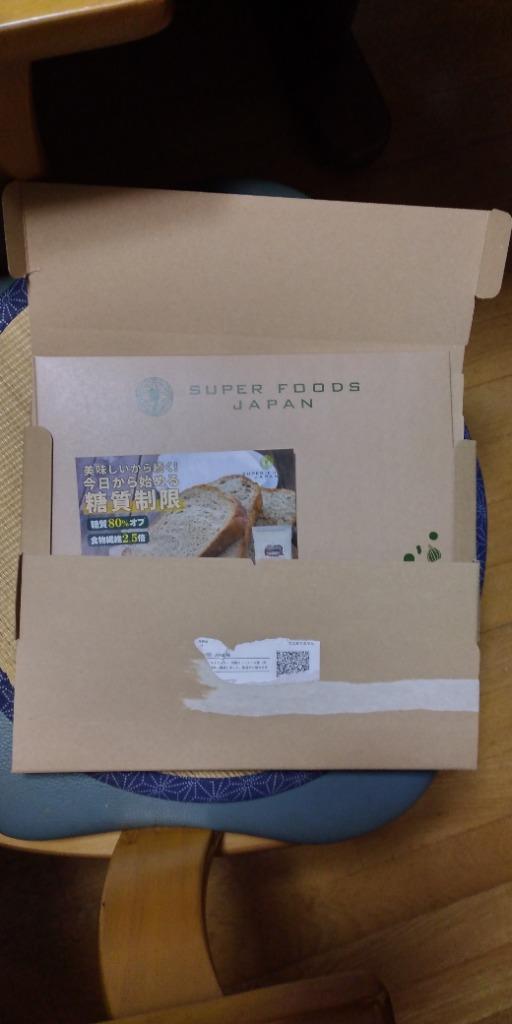 SUPER FOODS
JAPAN
美味しいから続く!
今日から始める
糖質制限
糖質80%オフ
食物繊維2.5倍